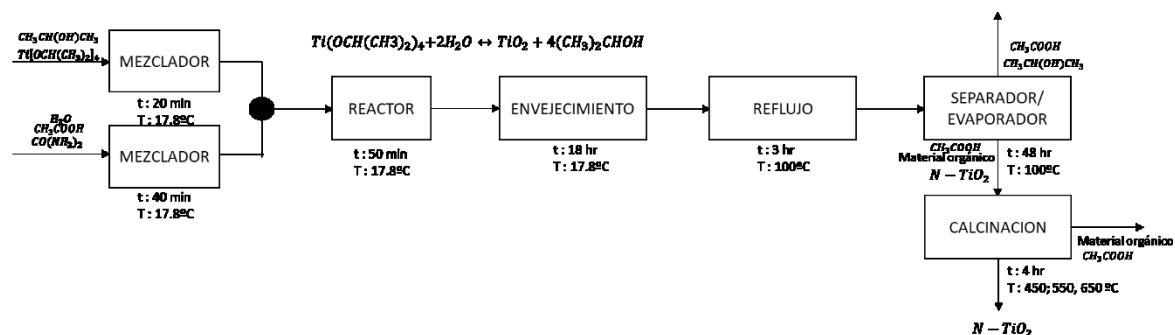 CH₃CH(OH)CH₃
Ti[OCH(CH₃)₂]₄
MEZCLADOR
t : 20 min
T : 17.8ºC
H₂O
CH₃COOH
CO(NH₂)₂
MEZCLADOR
t : 40 min
T : 17.8ºC
Ti(OCH(CH3)₂)₄+2H₂O ↔ TiO₂ + 4(CH₃)₂CHOH
REACTOR
t : 50 min
T : 17.8ºC
ENVEJECIMIENTO
t : 18 hr
T : 17.8ºC
REFLUJO
t : 3 hr
T : 100ºC
CH₃COOH
CH₃CH(OH)CH₃
SEPARADOR/
EVAPORADOR
t : 48 hr
T : 100ºC
CH₃COOH
Material orgánico
N − TiO₂
CALCINACION
Material orgánico
CH₃COOH
t : 4 hr
T : 450; 550, 650 ºC
N − TiO₂